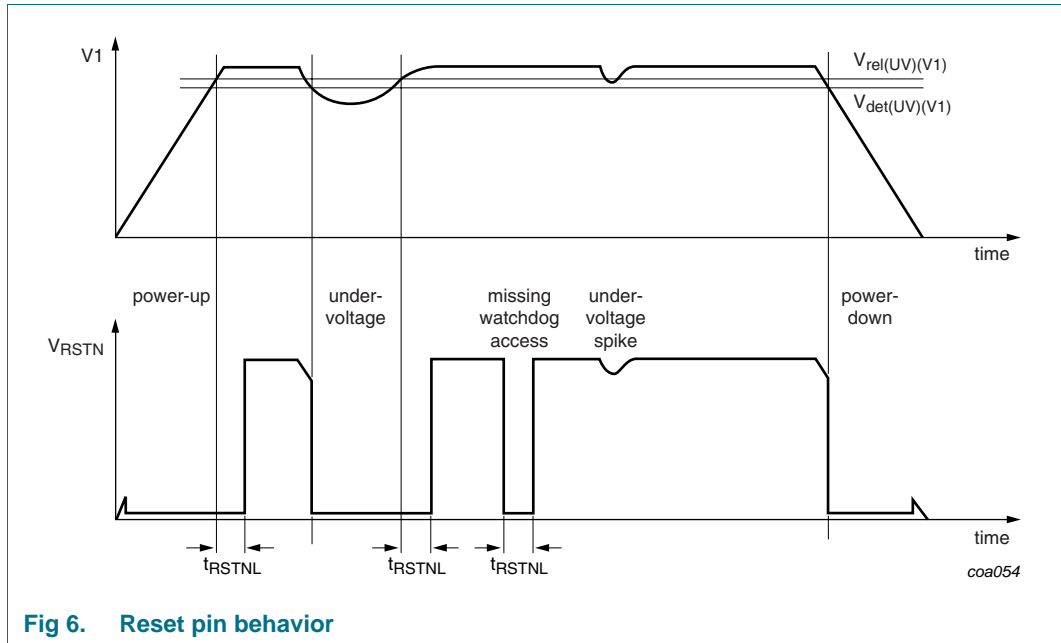 V1
Vrel(UV)(V1)
Vdet(UV)(V1)
time
power-up
under-
voltage
missing
watchdog
access
under-
voltage
spike
power-
down
VRSTN
time
tRSTNL
tRSTNL
tRSTNL
coa054
Fig 6. Reset pin behavior